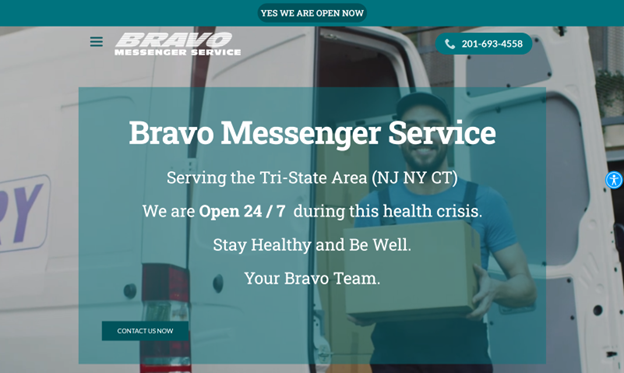 YES WE ARE OPEN NOW
BRAVO
MESSENGER SERVICE
201-693-4558
Bravo Messenger Service
Serving the Tri-State Area (NJ NY CT)
We are Open 24 / 7 during this health crisis.
Stay Healthy and Be Well.
Your Bravo Team.
RY
CONTACT US NOW